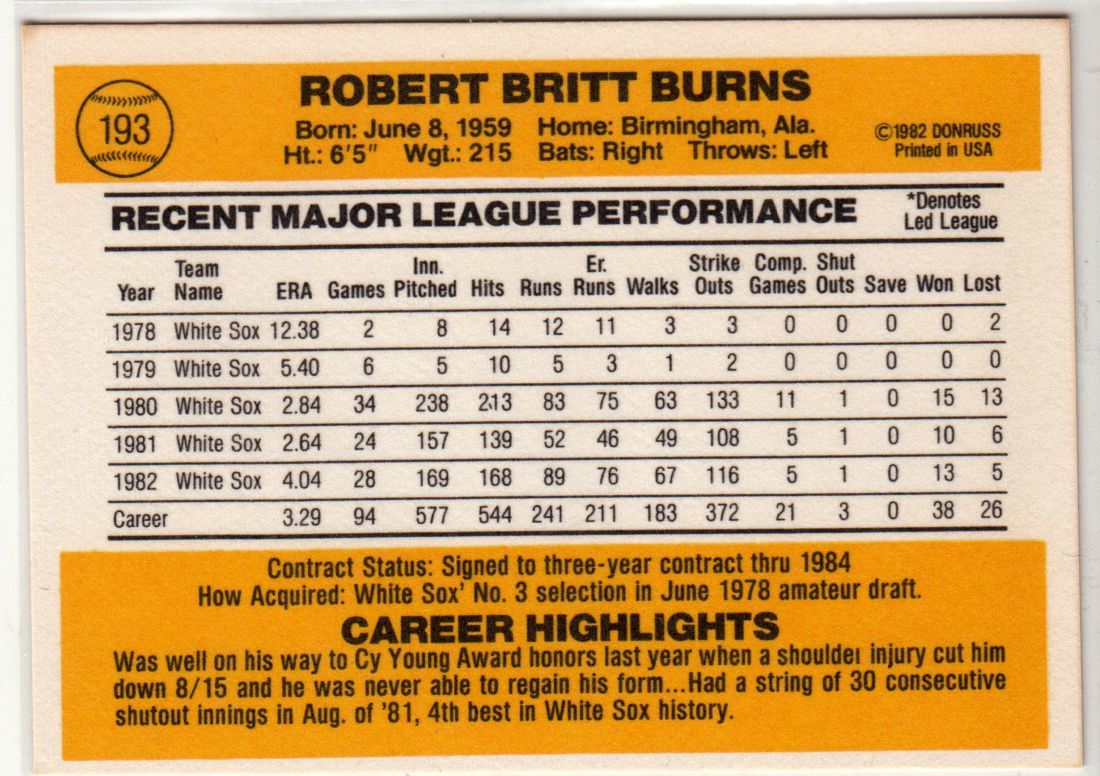 193
ROBERT BRITT BURNS
Born: June 8, 1959 Home: Birmingham, Ala.
Ht.: 6'5" Wgt.: 215 Bats: Right Throws: Left
©1982 DONRUSS
Printed in USA
RECENT MAJOR LEAGUE PERFORMANCE
*Denotes
Led League
Year Team Name ERA Games Inn. Pitched Hits Runs Er. Runs Walks Strike Outs Comp. Games Shut Outs Save Won Lost
1978 White Sox 12.38 2 8 14 12 11 3 3 0 0 0 0 2
1979 White Sox 5.40 6 5 10 5 3 1 2 0 0 0 0 0
1980 White Sox 2.84 34 238 213 83 75 63 133 11 1 0 15 13
1981 White Sox 2.64 24 157 139 52 46 49 108 5 1 0 10 6
1982 White Sox 4.04 28 169 168 89 76 67 116 5 1 0 13 5
Career 3.29 94 577 544 241 211 183 372 21 3 0 38 26
Contract Status: Signed to three-year contract thru 1984
How Acquired: White Sox' No. 3 selection in June 1978 amateur draft.
CAREER HIGHLIGHTS
Was well on his way to Cy Young Award honors last year when a shoulder injury cut him
down 8/15 and he was never able to regain his form...Had a string of 30 consecutive
shutout innings in Aug. of '81, 4th best in White Sox history.